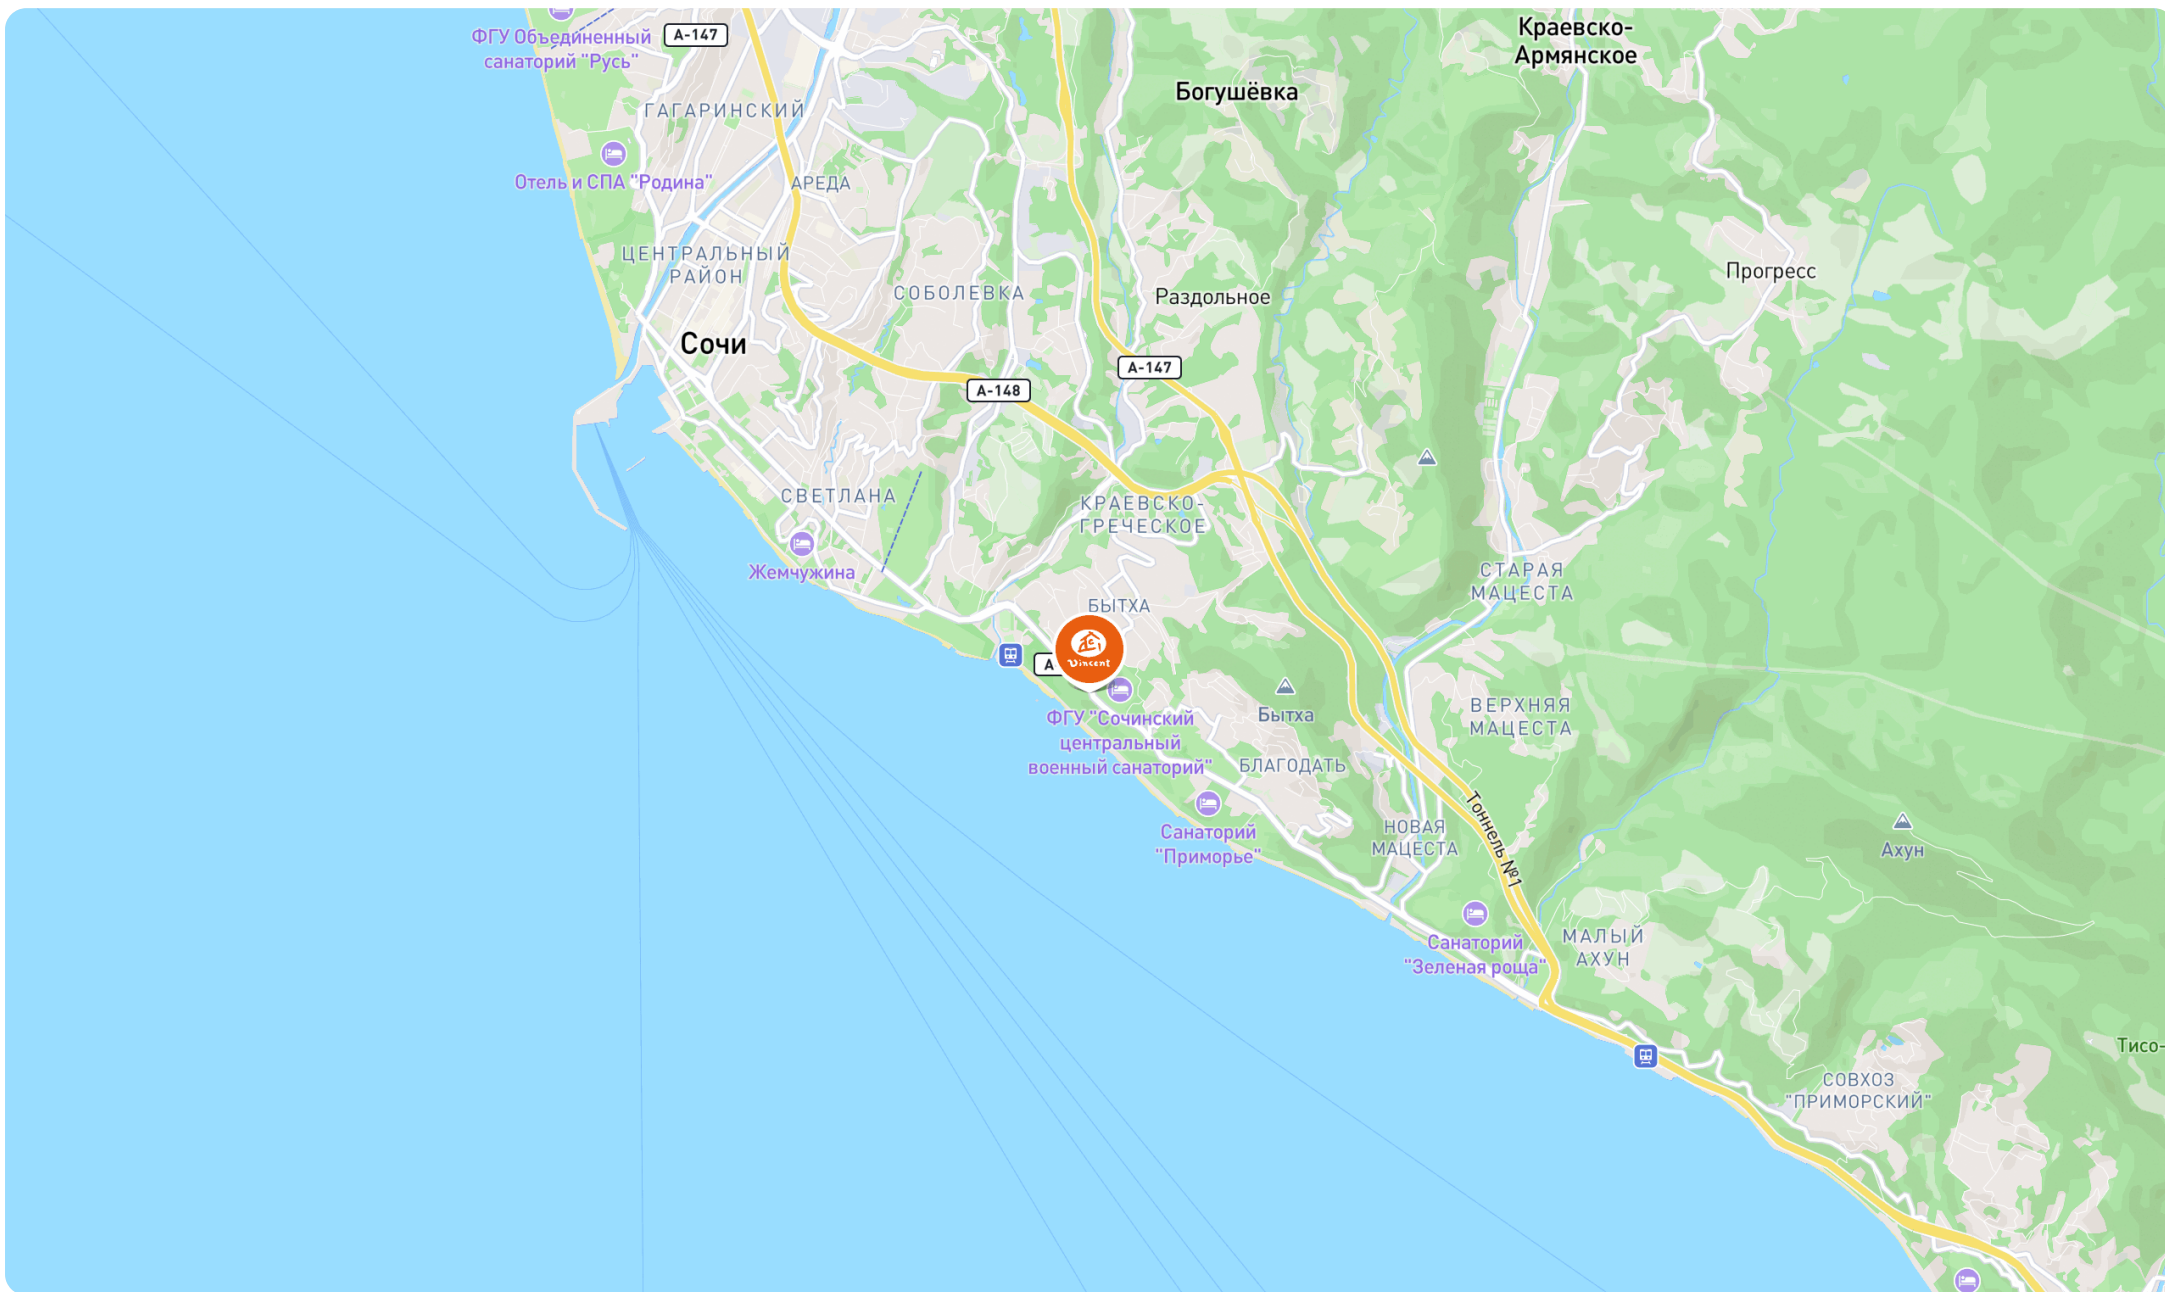 ФГУ Объединенный
санаторий "Русь"
А-147
Краевско-
Армянское
Богушёвка
ГАГАРИНСКИЙ
Отель и СПА "Родина"
АРЕДА
ЦЕНТРАЛЬНЫЙ
РАЙОН
СОБОЛЕВКА
Раздольное
Прогресс
Сочи
А-147
А-148
СВЕТЛАНА
КРАЕВСКО-
ГРЕЧЕСКОЕ
Жемчужина
СТАРАЯ
МАЦЕСТА
БЫТХА
Vincent
А
ФГУ "Сочинский
центральный
военный санаторий"
Бытха
ВЕРХНЯЯ
МАЦЕСТА
БЛАГОДАТЬ
Санаторий
"Приморье"
НОВАЯ
МАЦЕСТА
Тоннель №1
Ахун
Санаторий
"Зеленая роща"
МАЛЫЙ
АХУН
Тисо-
СОВХОЗ
"ПРИМОРСКИЙ"